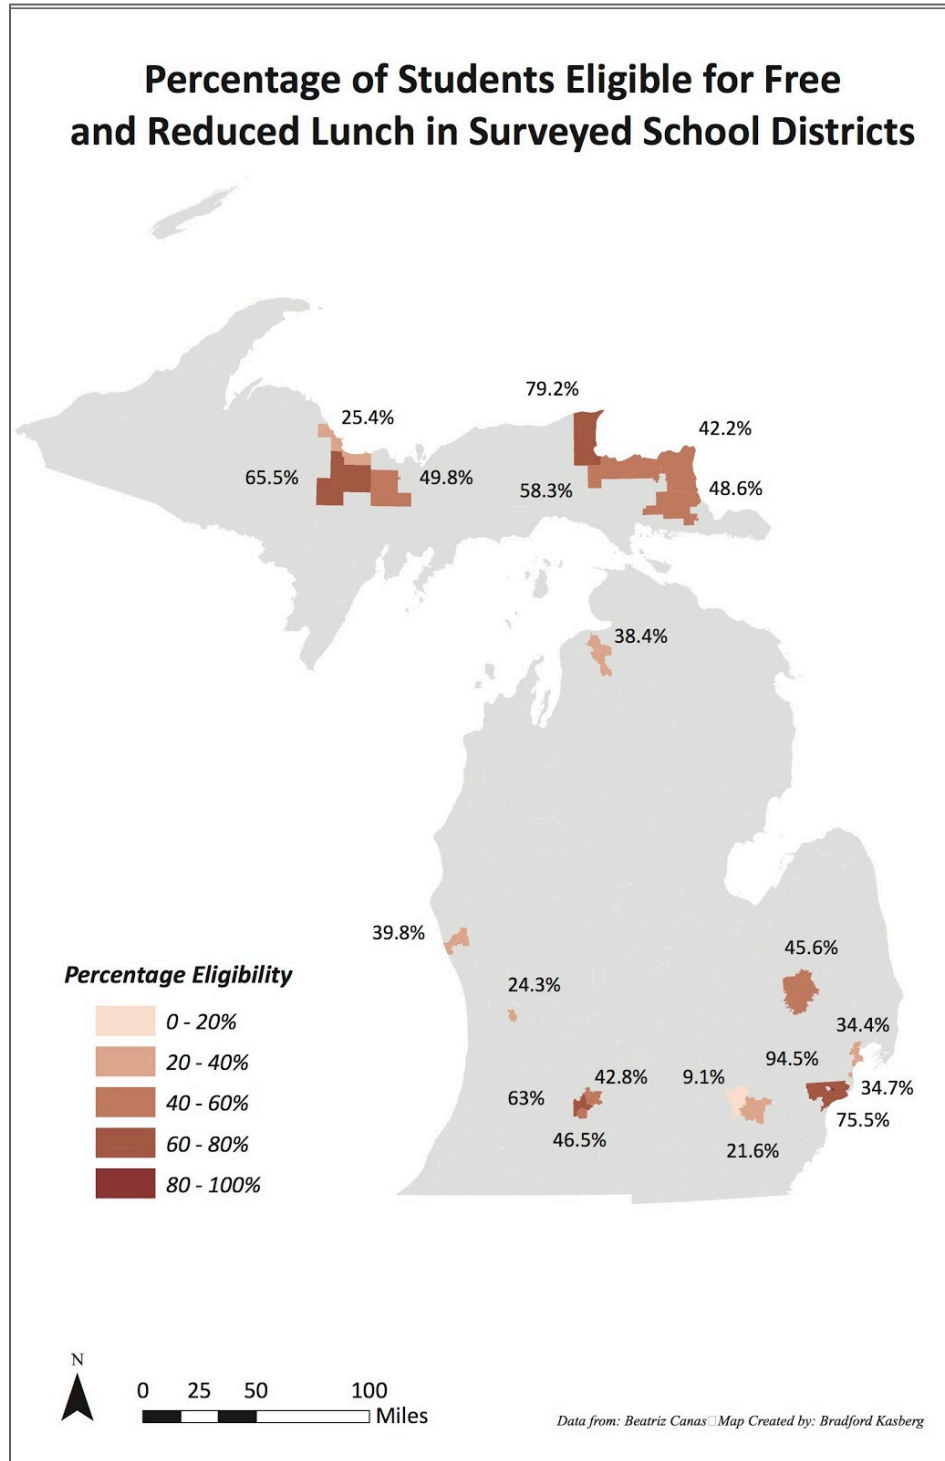 Percentage of Students Eligible for Free
and Reduced Lunch in Surveyed School Districts
79.2%
25.4%
42.2%
65.5%
49.8%
58.3%
48.6%
38.4%
39.8%
45.6%
Percentage Eligibility
24.3%
0 - 20%
34.4%
20 - 40%
94.5%
42.8%
9.1%
34.7%
63%
40 - 60%
75.5%
46.5%
60 - 80%
21.6%
80 - 100%
N
0 25 50 100
Miles
Data from: Beatriz Canas□Map Created by: Bradford Kasberg